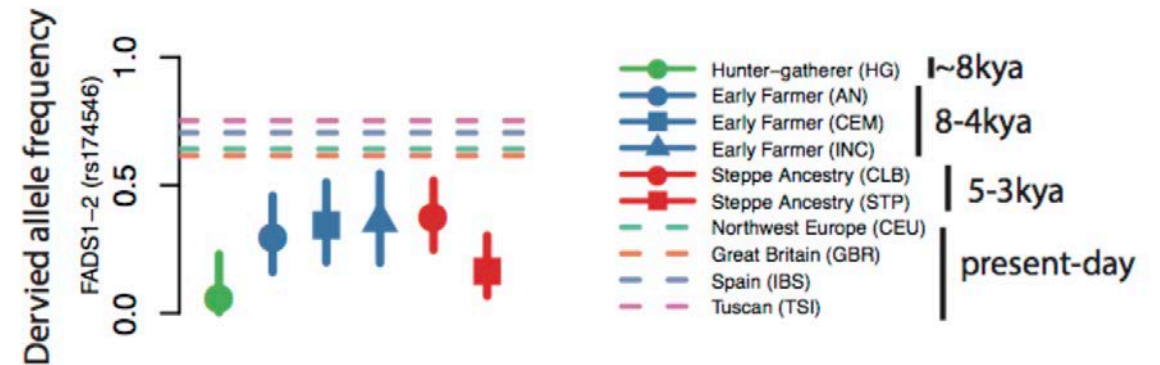 Dervied allele frequency
FADS1−2 (rs174546)
1.0
0.5
0.0
Hunter−gatherer (HG)
Early Farmer (AN)
Early Farmer (CEM)
Early Farmer (INC)
Steppe Ancestry (CLB)
Steppe Ancestry (STP)
Northwest Europe (CEU)
Great Britain (GBR)
Spain (IBS)
Tuscan (TSI)
~8kya
8-4kya
5-3kya
present-day